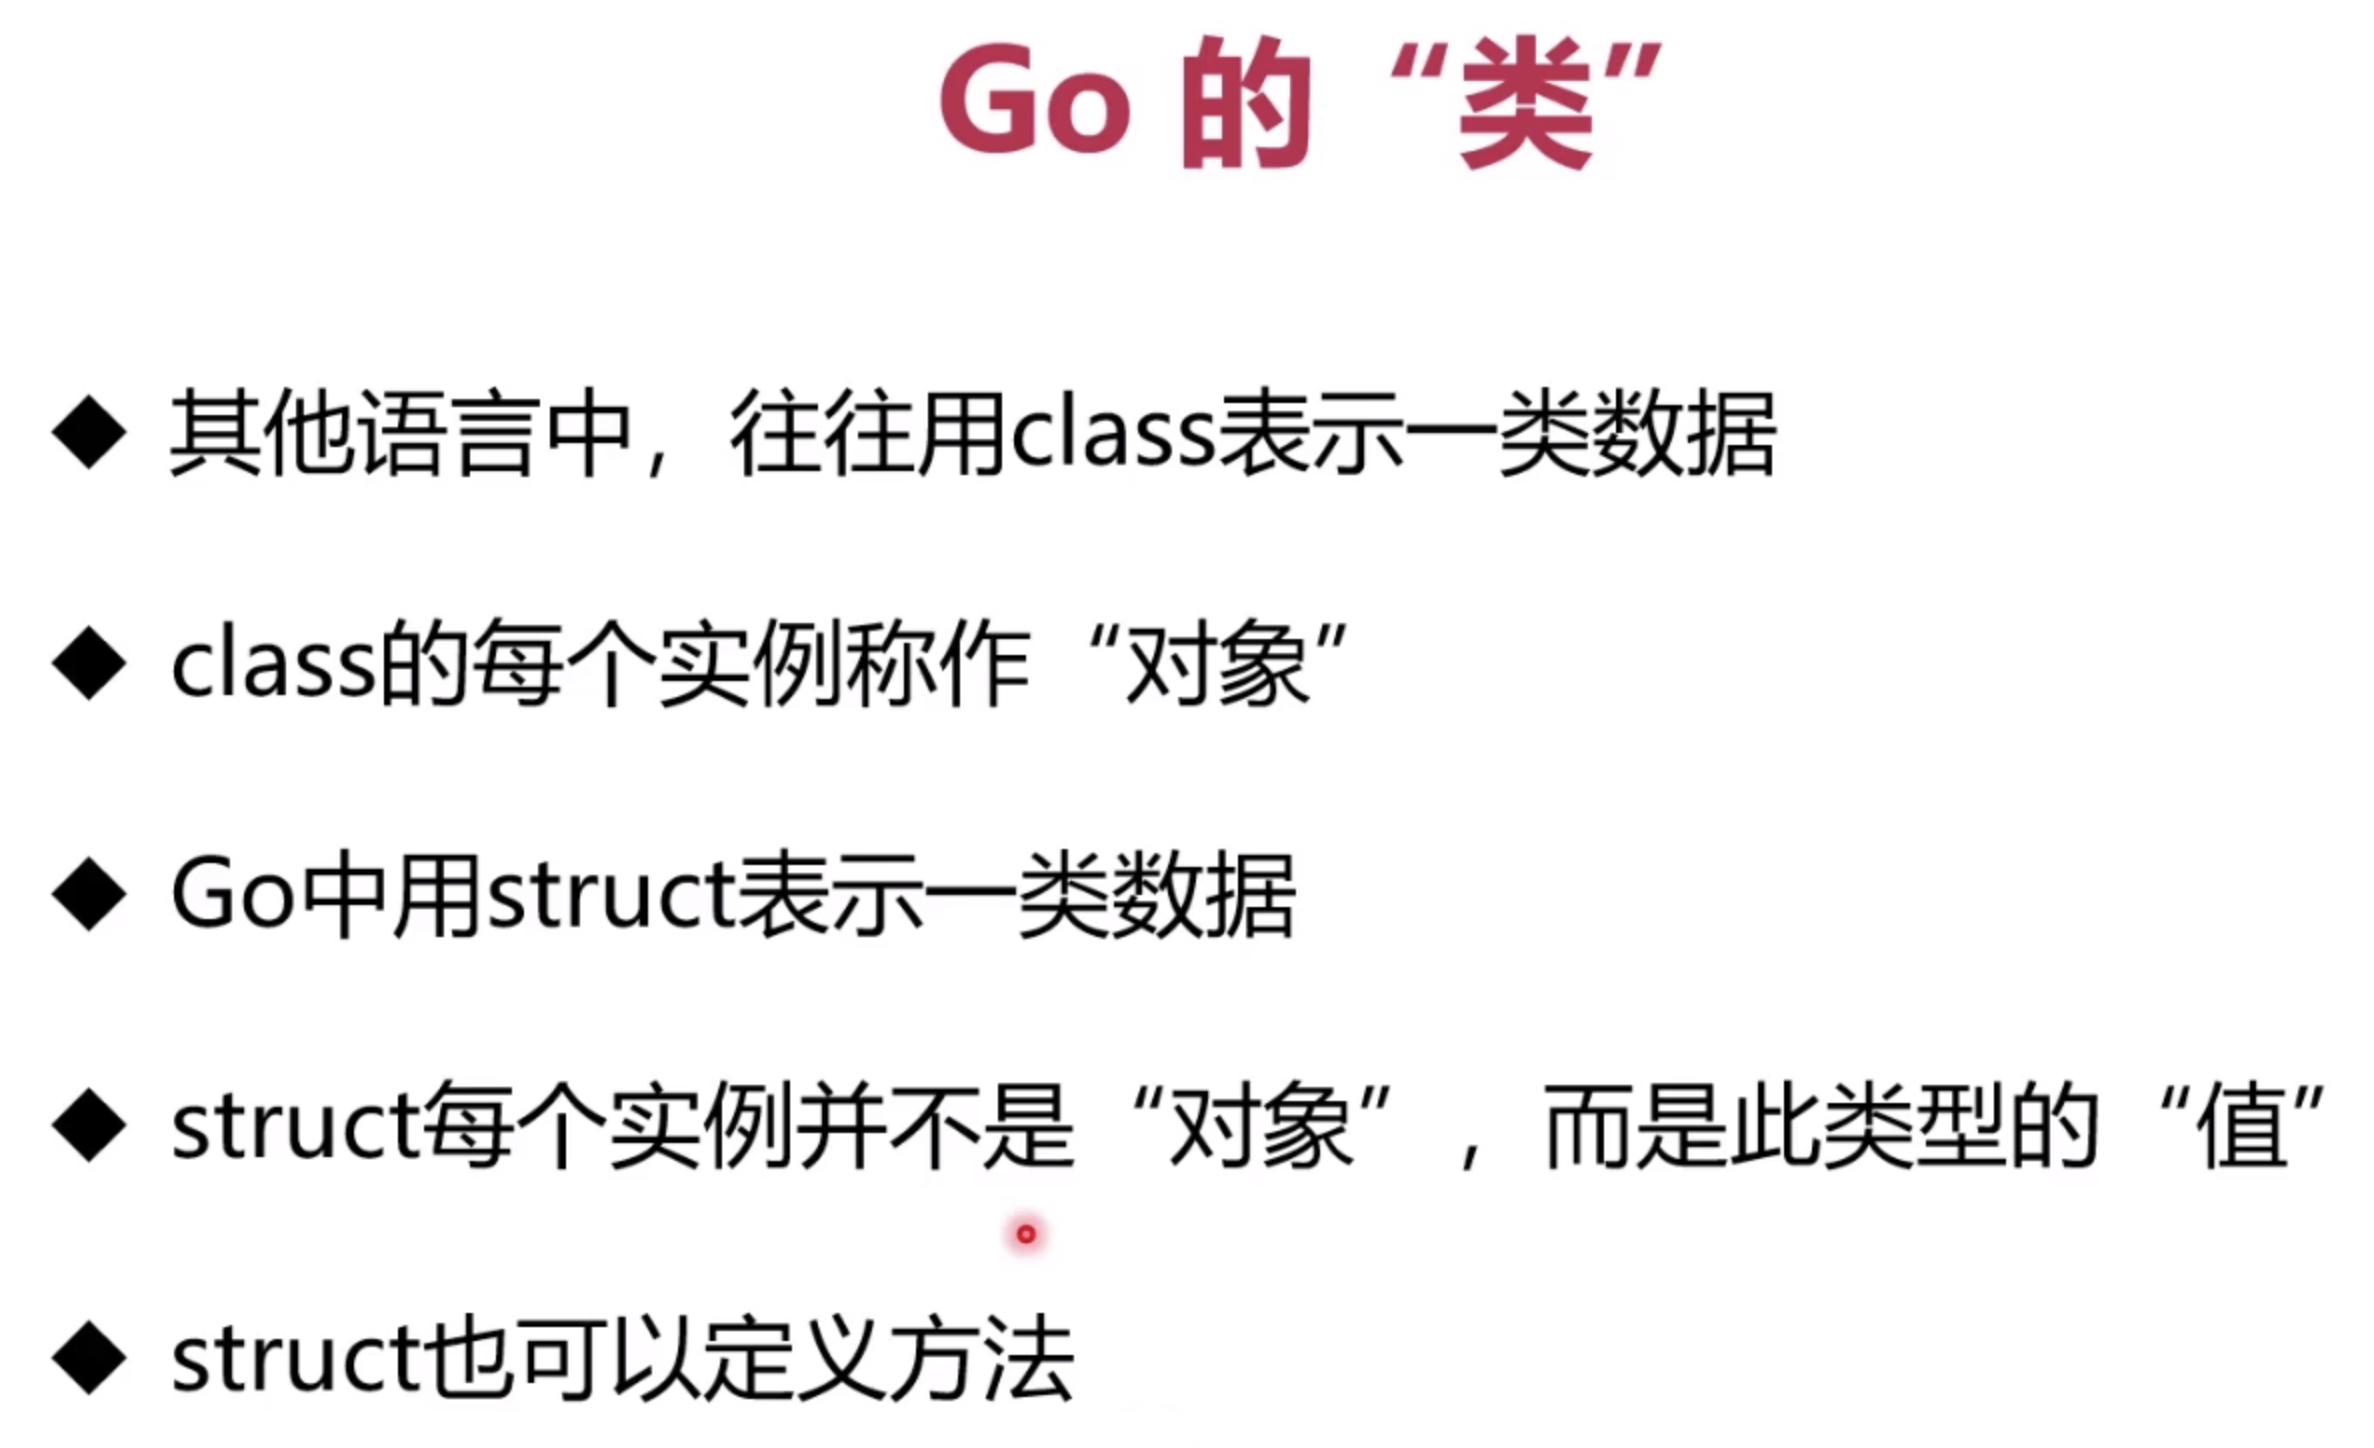 Go 的 “类”
◆ 其他语言中，往往用class表示一类数据
◆ class的每个实例称作“对象”
◆ Go中用struct表示一类数据
◆ struct每个实例并不是“对象”，而是此类型的“值”
◆ struct也可以定义方法